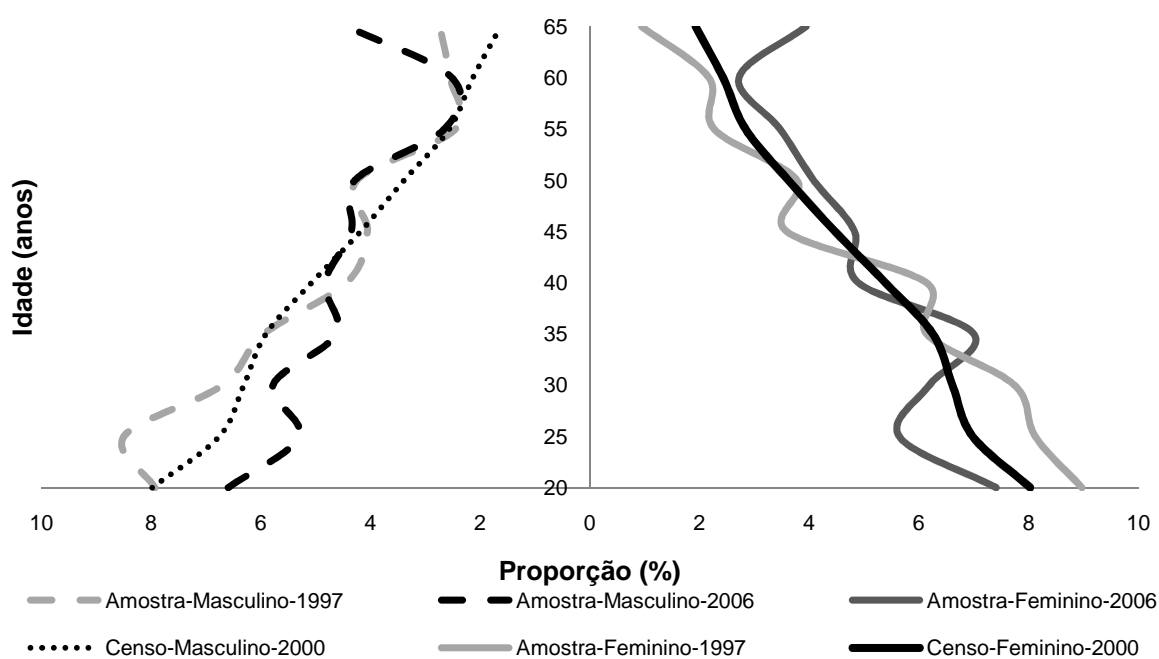 65
60
55
50
45
40
35
30
25
20
Idade (anos)
10 8 6 4 2 0 2 4 6 8 10
Proporção (%)
Amostra-Masculino-1997 Amostra-Masculino-2006 Amostra-Feminino-2006
Censo-Masculino-2000 Amostra-Feminino-1997 Censo-Feminino-2000